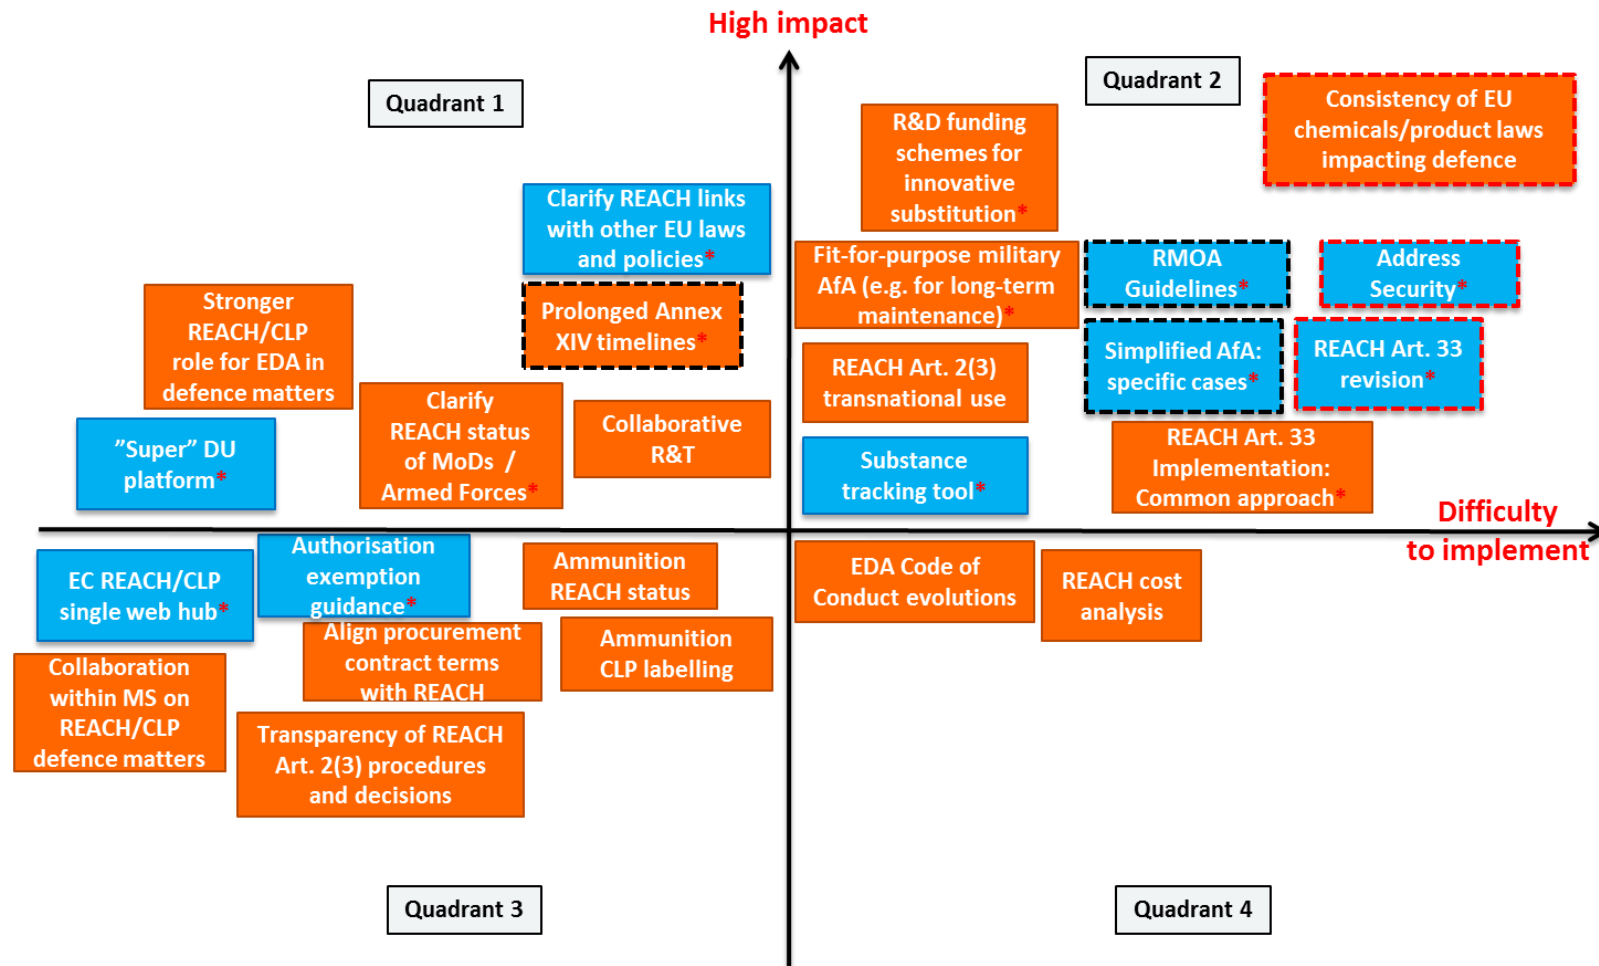 High impact
Quadrant 1
Quadrant 2
Consistency of EU
chemicals/product laws
impacting defence
R&D funding
schemes for
innovative
substitution*
Clarify REACH links
with other EU laws
and policies*
Fit-for-purpose military
AfA (e.g. for long-term
maintenance)*
RMOA
Guidelines*
Address
Security*
Stronger
REACH/CLP
role for EDA in
defence matters
Prolonged Annex
XIV timelines*
REACH Art. 2(3)
transnational use
Simplified AfA:
specific cases*
REACH Art. 33
revision*
Clarify
REACH status
of MoDs /
Armed Forces*
Collaborative
R&T
”Super” DU
platform*
Substance
tracking tool*
REACH Art. 33
Implementation:
Common approach*
Difficulty
to implement
EC REACH/CLP
single web hub*
Authorisation
exemption
guidance*
Ammunition
REACH status
EDA Code of
Conduct evolutions
REACH cost
analysis
Align procurement
contract terms
with REACH
Ammunition
CLP labelling
Collaboration
within MS on
REACH/CLP
defence matters
Transparency of REACH
Art. 2(3) procedures
and decisions
Quadrant 3
Quadrant 4